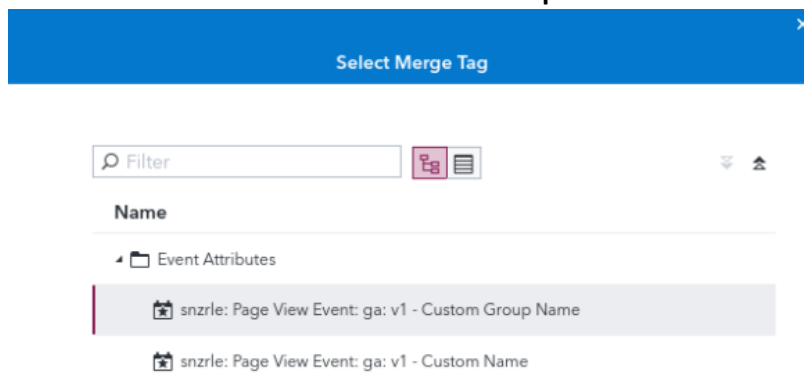 Select Merge Tag
Filter
Name
Event Attributes
snzrle: Page View Event: ga: v1 - Custom Group Name
snzrle: Page View Event: ga: v1 - Custom Name